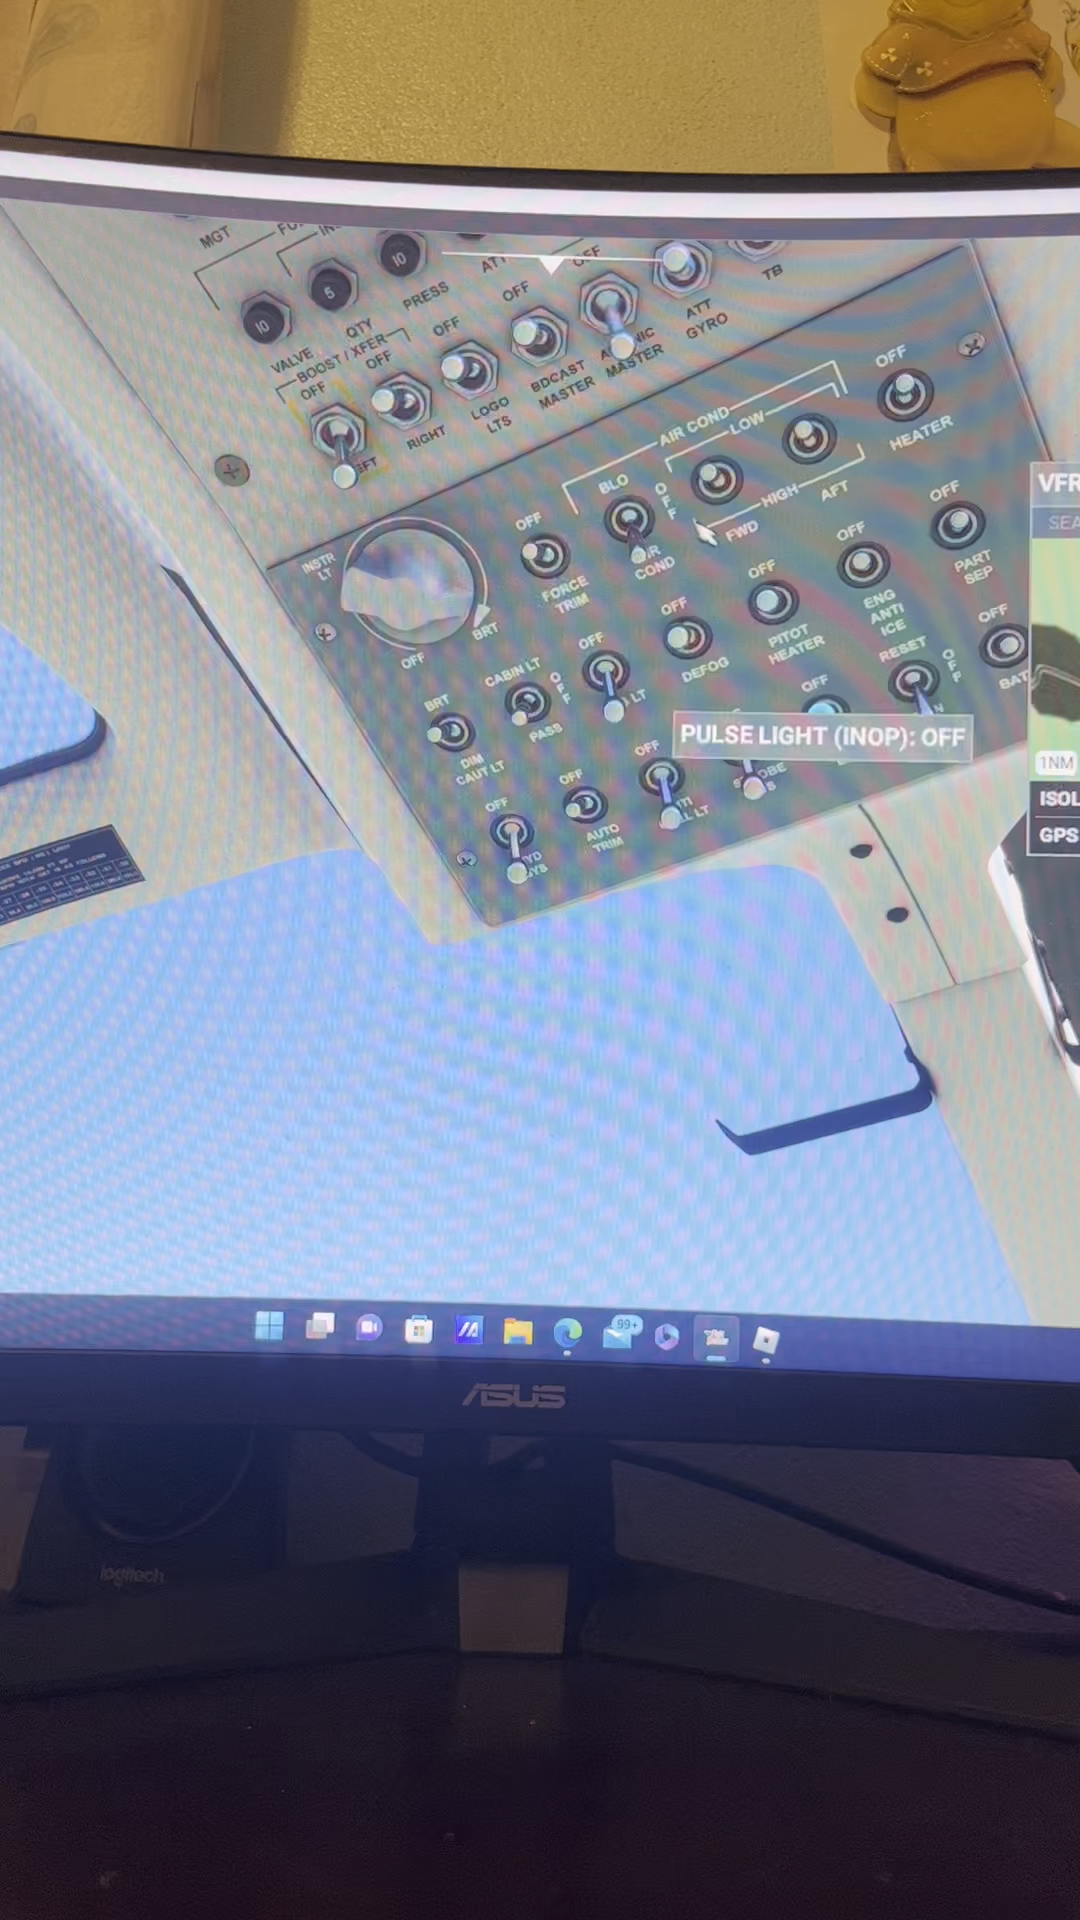 MGT
10
5
10
VALVE
QTY
PRESS
ATT
OFF
TB
BOOST / XFER
OFF
OFF
OFF
OFF
RIGHT
LOGO
LTS
BDCAST
MASTER
MASTER
ATT
GYRO
AIR COND
LOW
BLO
OFF
HIGH
FWD
AFT
OFF
HEATER
INSTR
LT
BRT
OFF
OFF
FORCE
TRIM
COND
OFF
DEFOG
OFF
PITOT
HEATER
OFF
ENG
ANTI
ICE
OFF
PART
SEP
BRT
DIM
CAUT LT
CABIN LT
OFF
PASS
OFF
LT
OFF
RESET
OFF
OFF
BAT
PULSE LIGHT (INOP): OFF
OFF
OFF
AUTO
TRIM
OFF
VFR
SEA
1NM
ISOL
GPS
99+
ASUS
logitech